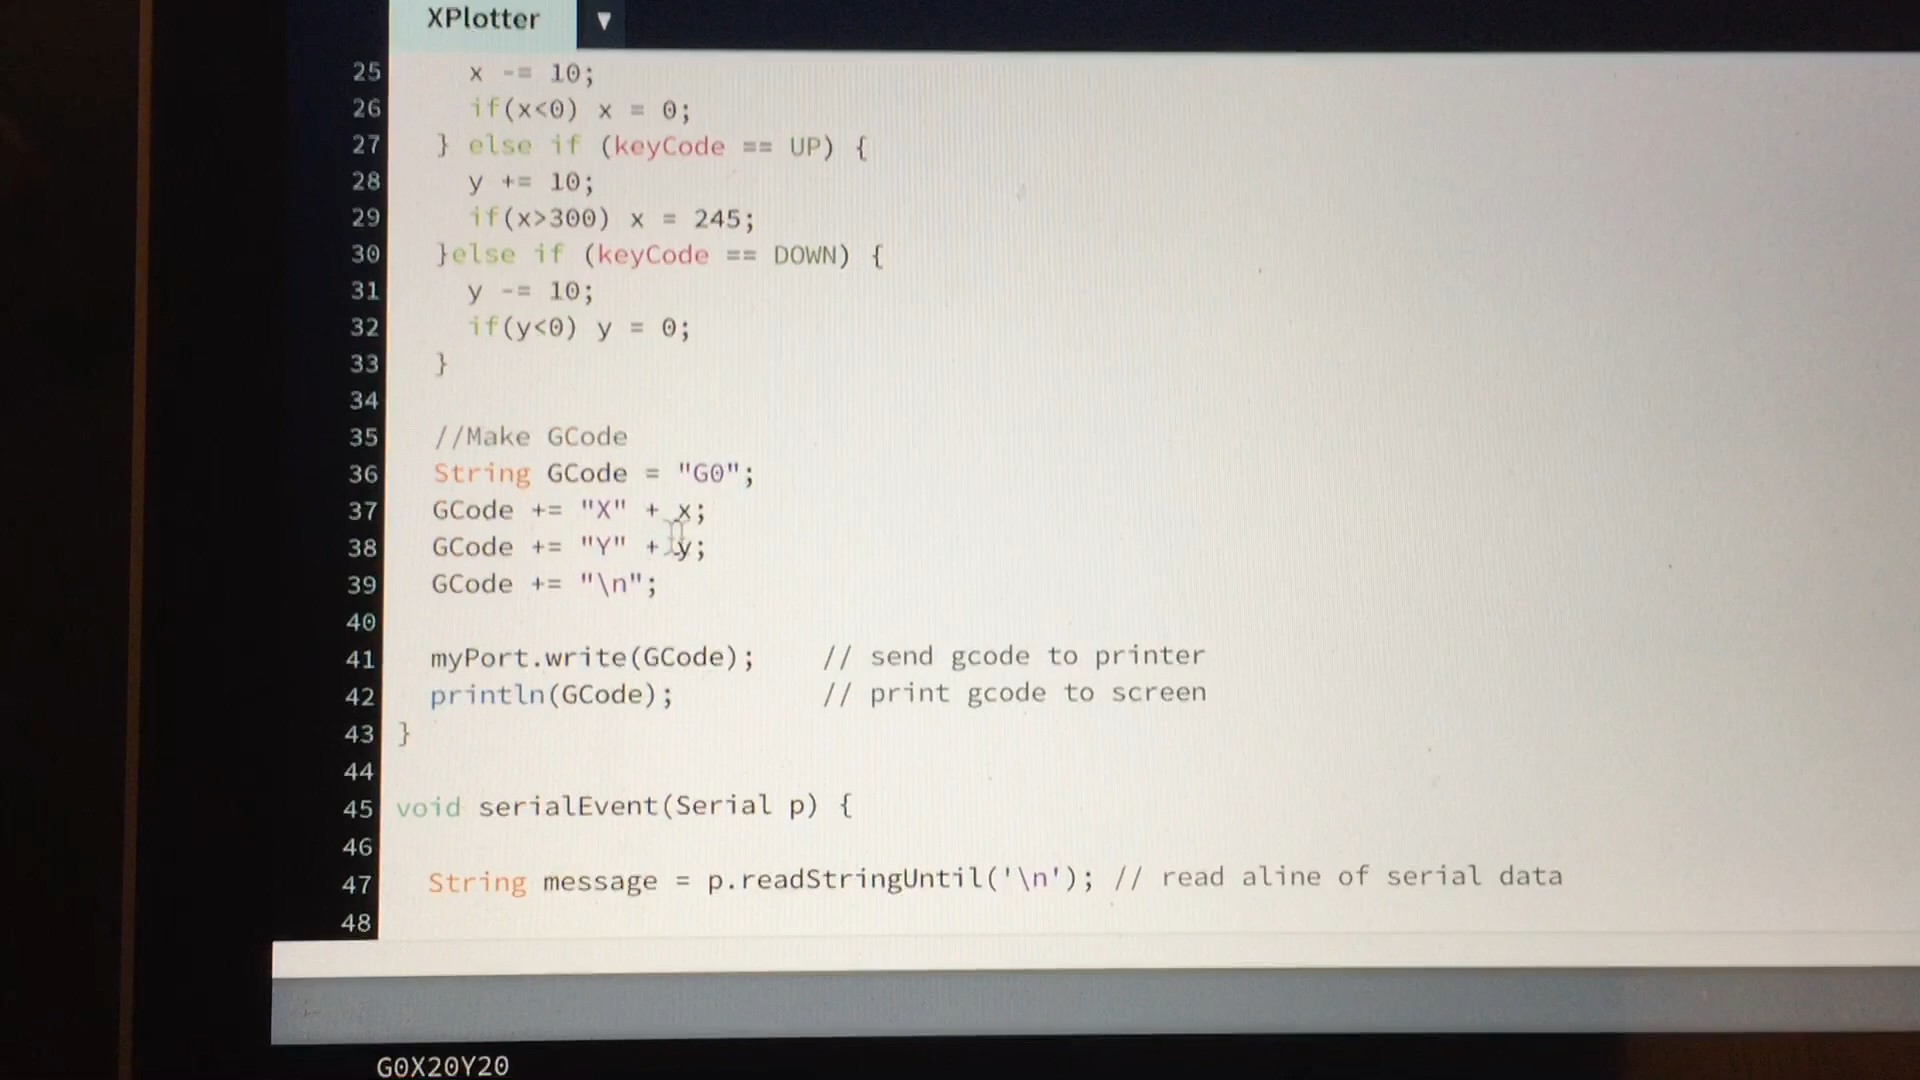 XPlotter ▼
25 x -= 10;
26 if(x<0) x = 0;
27 } else if (keyCode == UP) {
28 y += 10;
29 if(x>300) x = 245;
30 }else if (keyCode == DOWN) {
31 y -= 10;
32 if(y<0) y = 0;
33 }
34
35 //Make GCode
36 String GCode = "G0";
37 GCode += "X" + x;
38 GCode += "Y" + y;
39 GCode += "\n";
40
41 myPort.write(GCode); // send gcode to printer
42 println(GCode); // print gcode to screen
43 }
44
45 void serialEvent(Serial p) {
46
47 String message = p.readStringUntil('\n'); // read aline of serial data
48
G0X20Y20